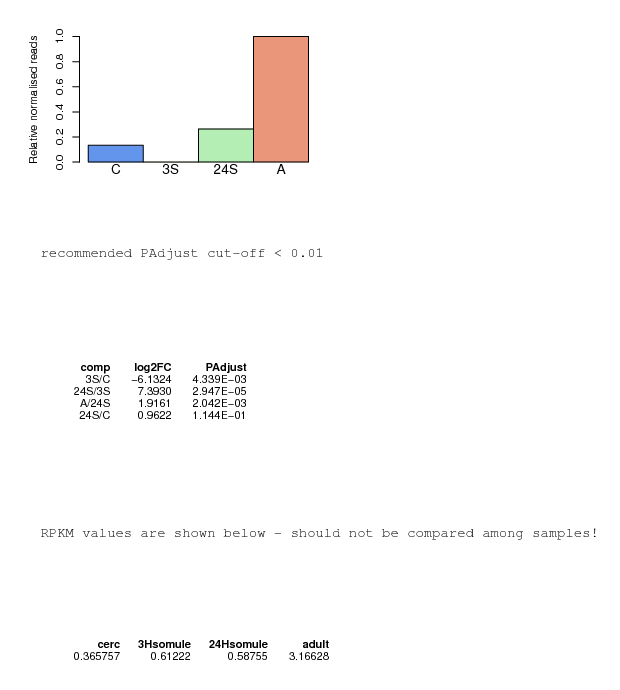 Relative normalised reads
1.0
0.8
0.6
0.4
0.2
0.0
C 3S 24S A
recommended PAdjust cut-off < 0.01
comp log2FC PAdjust
3S/C −6.1324 4.339E−03
24S/3S 7.3930 2.947E−05
A/24S 1.9161 2.042E−03
24S/C 0.9622 1.144E−01
RPKM values are shown below - should not be compared among samples!
cerc 3Hsomule 24Hsomule adult
0.365757 0.61222 0.58755 3.16628